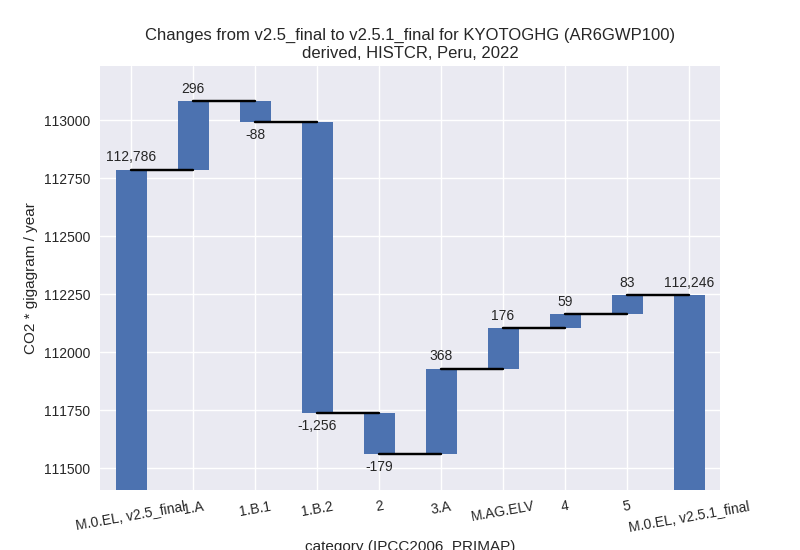 Changes from v2.5_final to v2.5.1_final for KYOTOGHG (AR6GWP100)
derived, HISTCR, Peru, 2022
CO2 * gigagram / year
113000
112750
112500
112250
112000
111750
111500
112,786
296
-88
-1,256
-179
368
176
59
83
112,246
M.0.EL, v2.5_final
1.A
1.B.1
1.B.2
2
3.A
M.AG.ELV
4
5
M.0.EL, v2.5.1_final
category (IPCC2006_PRIMAP)